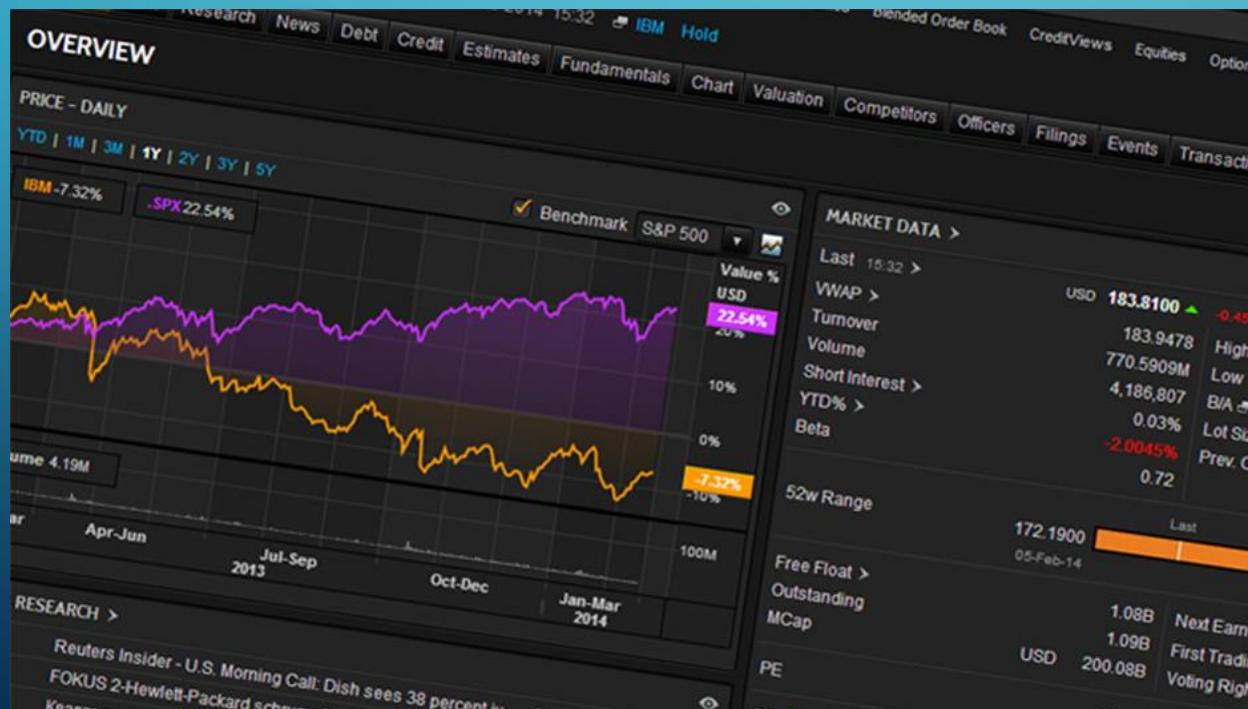 2014 15:32 IBM Hold
Blended Order Book CreditViews Equities
Research News Debt Credit Estimates Fundamentals Chart Valuation Competitors Officers Filings Events
OVERVIEW
PRICE - DAILY
YTD | 1M | 3M | 1Y | 2Y | 3Y | 5Y
IBM -7.32% .SPX 22.54%
Benchmark S&P 500
Value %
USD
22.54%
20%
10%
0%
-7.32%
-10%
4.19M
100M
Apr-Jun Jul-Sep Oct-Dec Jan-Mar
2013 2014
RESEARCH >
Reuters Insider - U.S. Morning Call: Dish sees 38 percent
FOKUS 2-Hewlett-Packard
MARKET DATA >
Last 15:32 > USD 183.8100
VWAP > 183.9478 High
Turnover 770.5909M Low
Volume 4,186,807 B/A
Short Interest > 0.03% Lot
YTD% > -2.0045% Prev.
Beta 0.72
52w Range 172.1900 Last
05-Feb-14
Free Float > 1.08B Next
Outstanding 1.09B First
MCap USD 200.08B Voting
PE